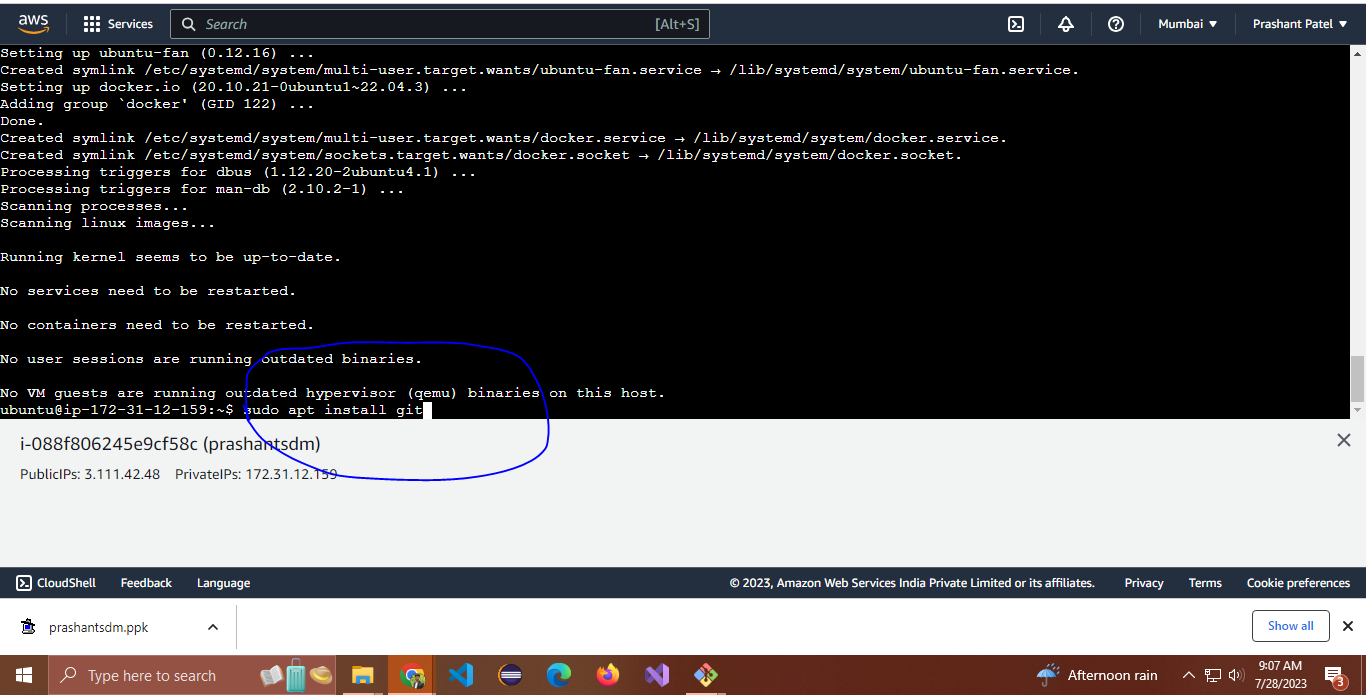 aws
Services
Search [Alt+S]
Mumbai ▼
Prashant Patel ▼
Setting up ubuntu-fan (0.12.16) ...
Created symlink /etc/systemd/system/multi-user.target.wants/ubuntu-fan.service → /lib/systemd/system/ubuntu-fan.service.
Setting up docker.io (20.10.21-0ubuntu1~22.04.3) ...
Adding group `docker' (GID 122) ...
Done.
Created symlink /etc/systemd/system/multi-user.target.wants/docker.service → /lib/systemd/system/docker.service.
Created symlink /etc/systemd/system/sockets.target.wants/docker.socket → /lib/systemd/system/docker.socket.
Processing triggers for dbus (1.12.20-2ubuntu4.1) ...
Processing triggers for man-db (2.10.2-1) ...
Scanning processes...
Scanning linux images...
Running kernel seems to be up-to-date.
No services need to be restarted.
No containers need to be restarted.
No user sessions are running outdated binaries.
No VM guests are running outdated hypervisor (qemu) binaries on this host.
ubuntu@ip-172-31-12-159:~$ sudo apt install git
i-088f806245e9cf58c (prashantsdm)
PublicIPs: 3.111.42.48 PrivateIPs: 172.31.12.159
CloudShell Feedback Language © 2023, Amazon Web Services India Private Limited or its affiliates. Privacy Terms Cookie preferences
prashantsdm.ppk
Show all
Type here to search
Afternoon rain
9:07 AM
7/28/2023
3